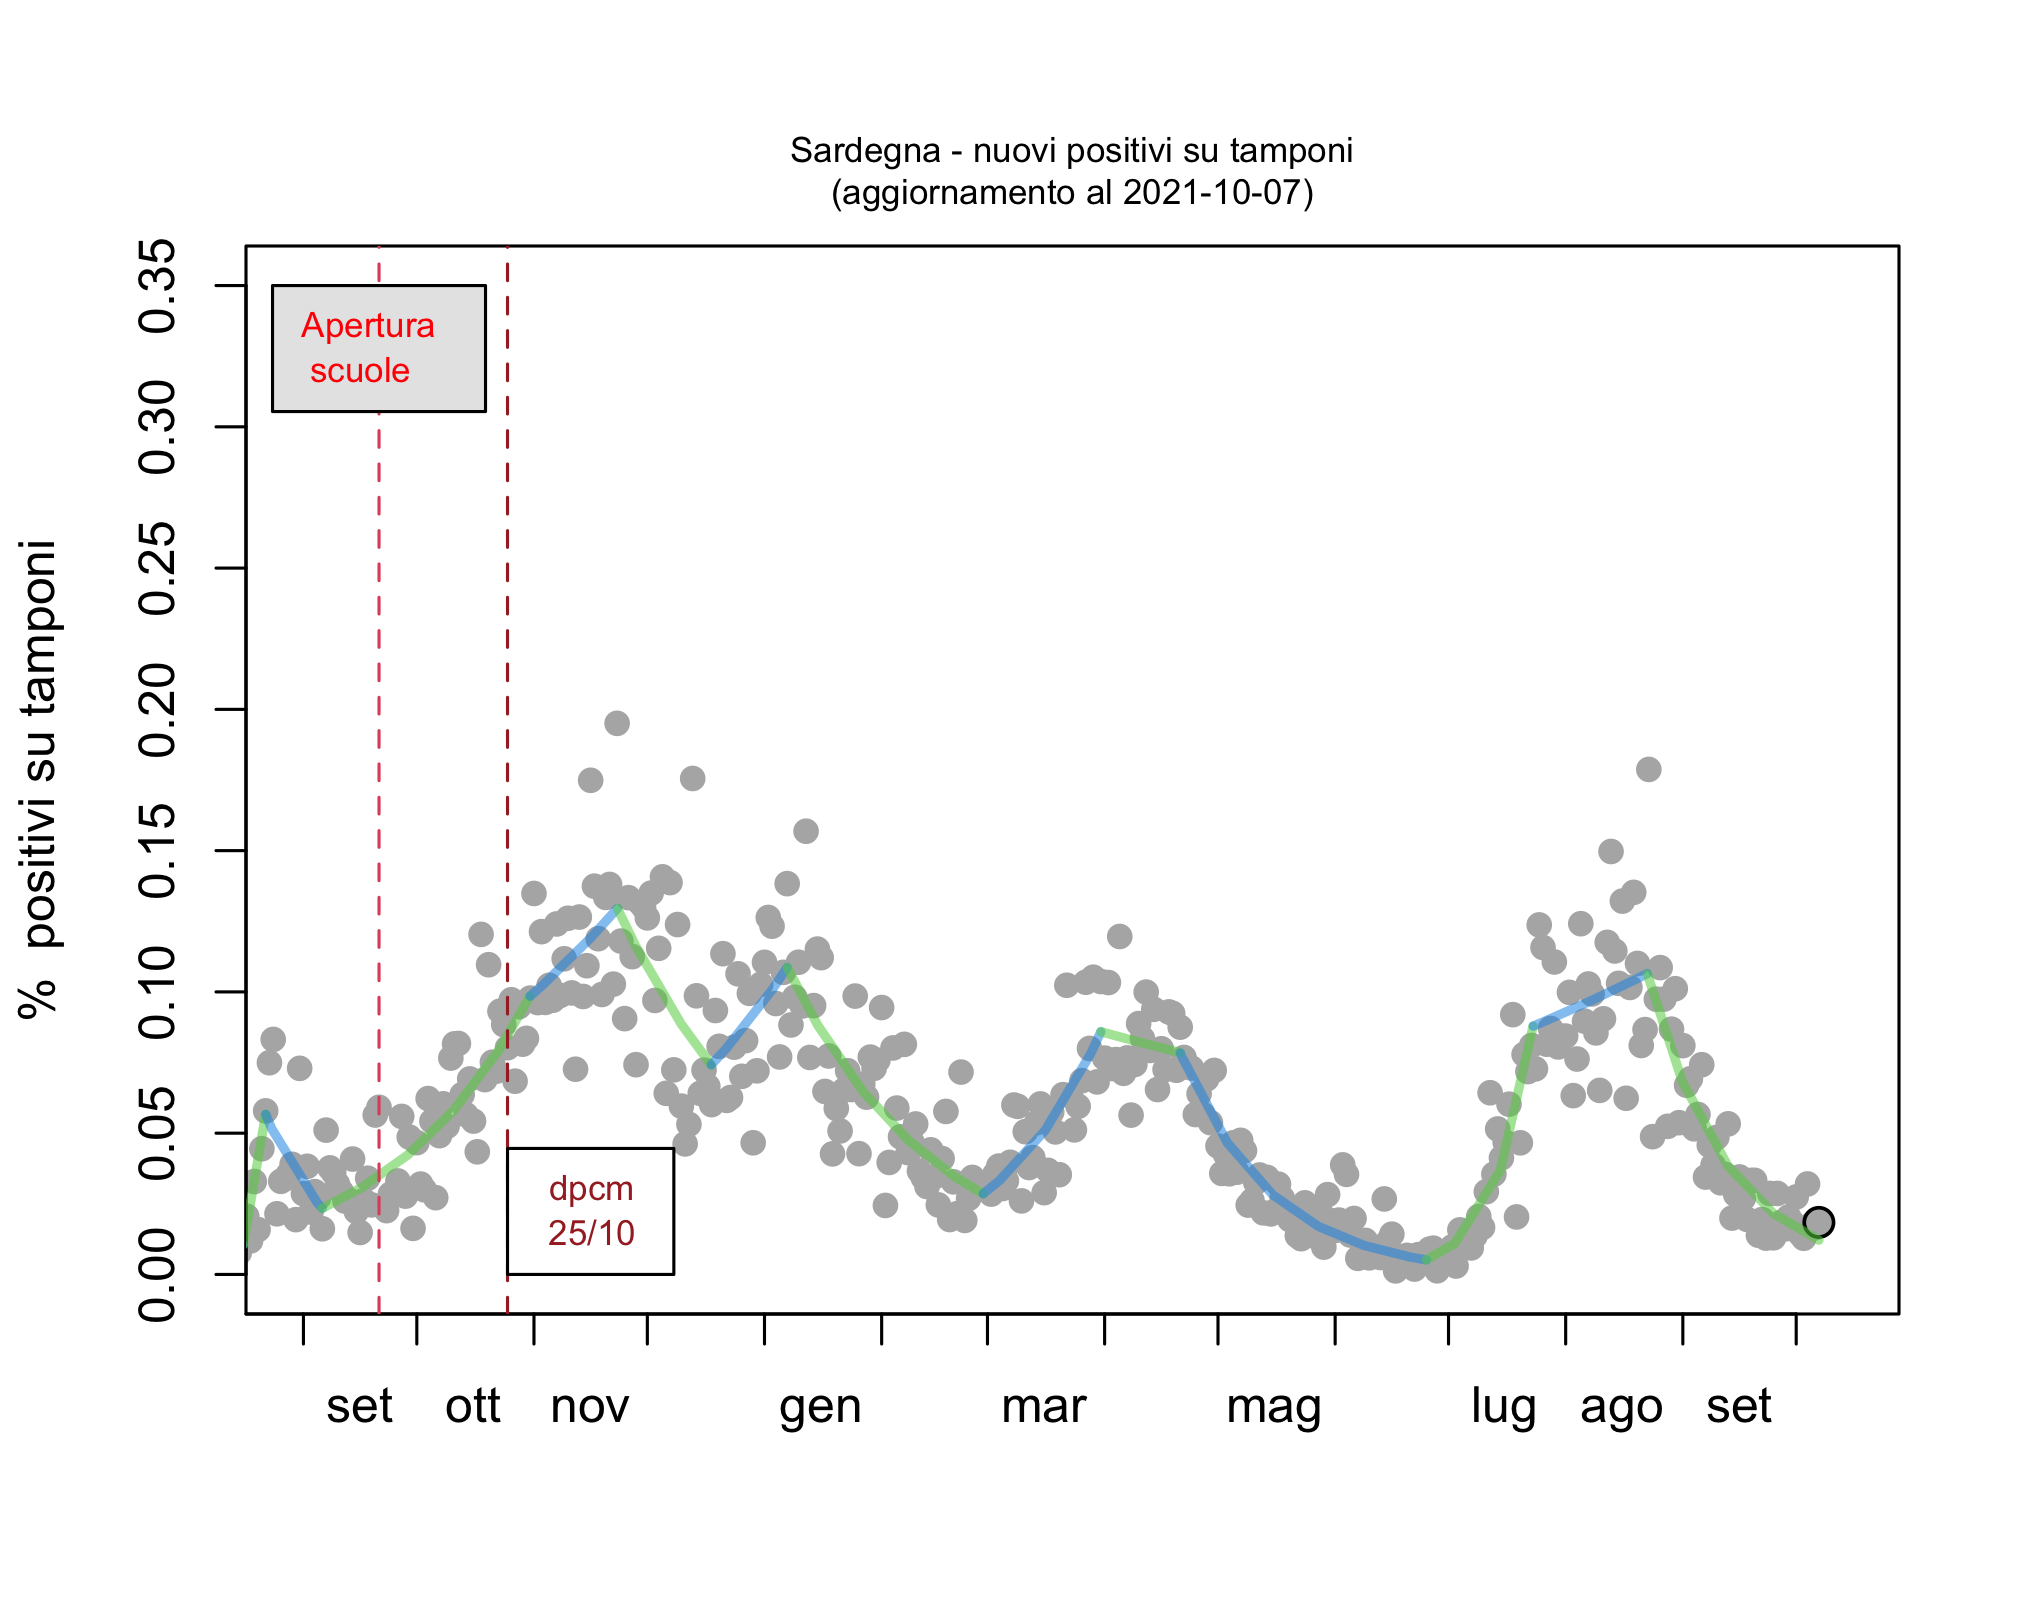 Sardegna - nuovi positivi su tamponi
(aggiornamento al 2021-10-07)
% positivi su tamponi
0.35
0.30
0.25
0.20
0.15
0.10
0.05
0.00
Apertura
scuole
dpcm
25/10
set ott nov gen mar mag lug ago set